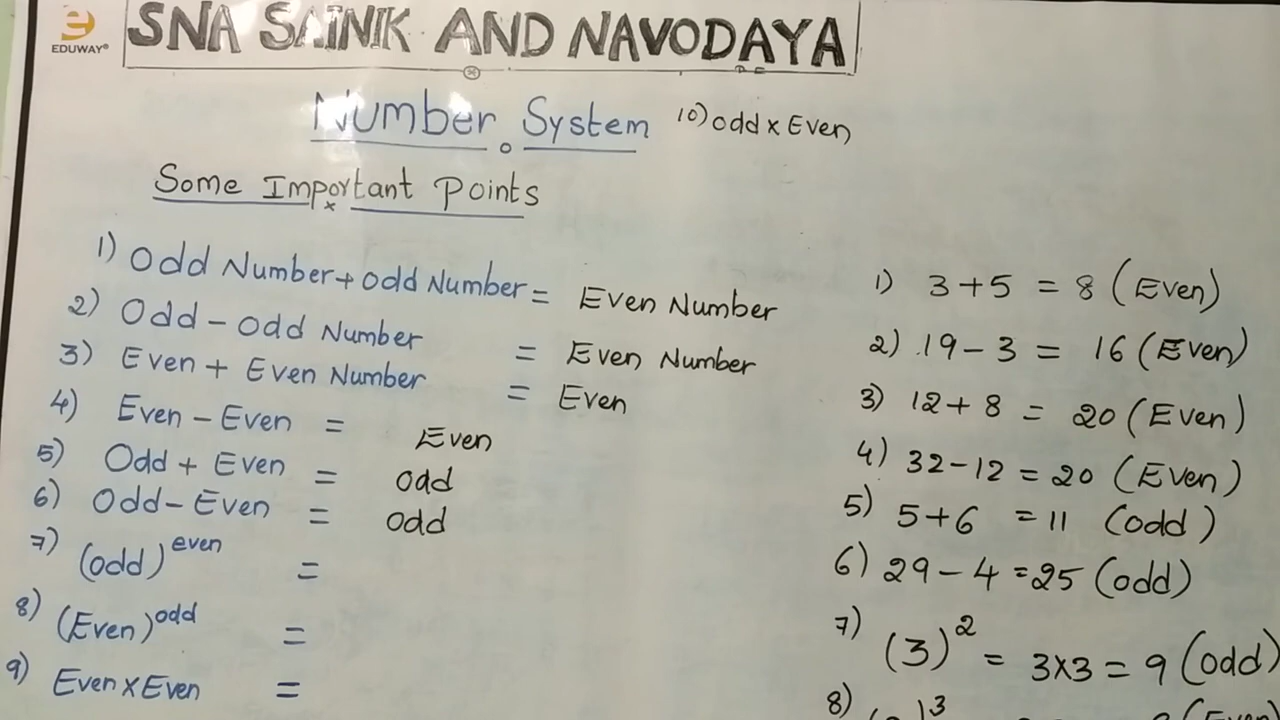 EDUWAY®
SNA SAINIK AND NAVODAYA
Number System
10) odd x Even
Some Important Points
1) Odd Number + odd Number = Even Number
2) Odd - odd Number = Even Number
3) Even + Even Number = Even
4) Even - Even = Even
5) Odd + Even = odd
6) Odd - Even = odd
7) (odd)^even =
8) (Even)^odd =
9) Even x Even =
1) 3+5 = 8 (Even)
2) 19 - 3 = 16 (Even)
3) 12 + 8 = 20 (Even)
4) 32 - 12 = 20 (Even)
5) 5+6 = 11 (odd)
6) 29 - 4 = 25 (odd)
7) (3)^2 = 3x3 = 9 (odd)
8)